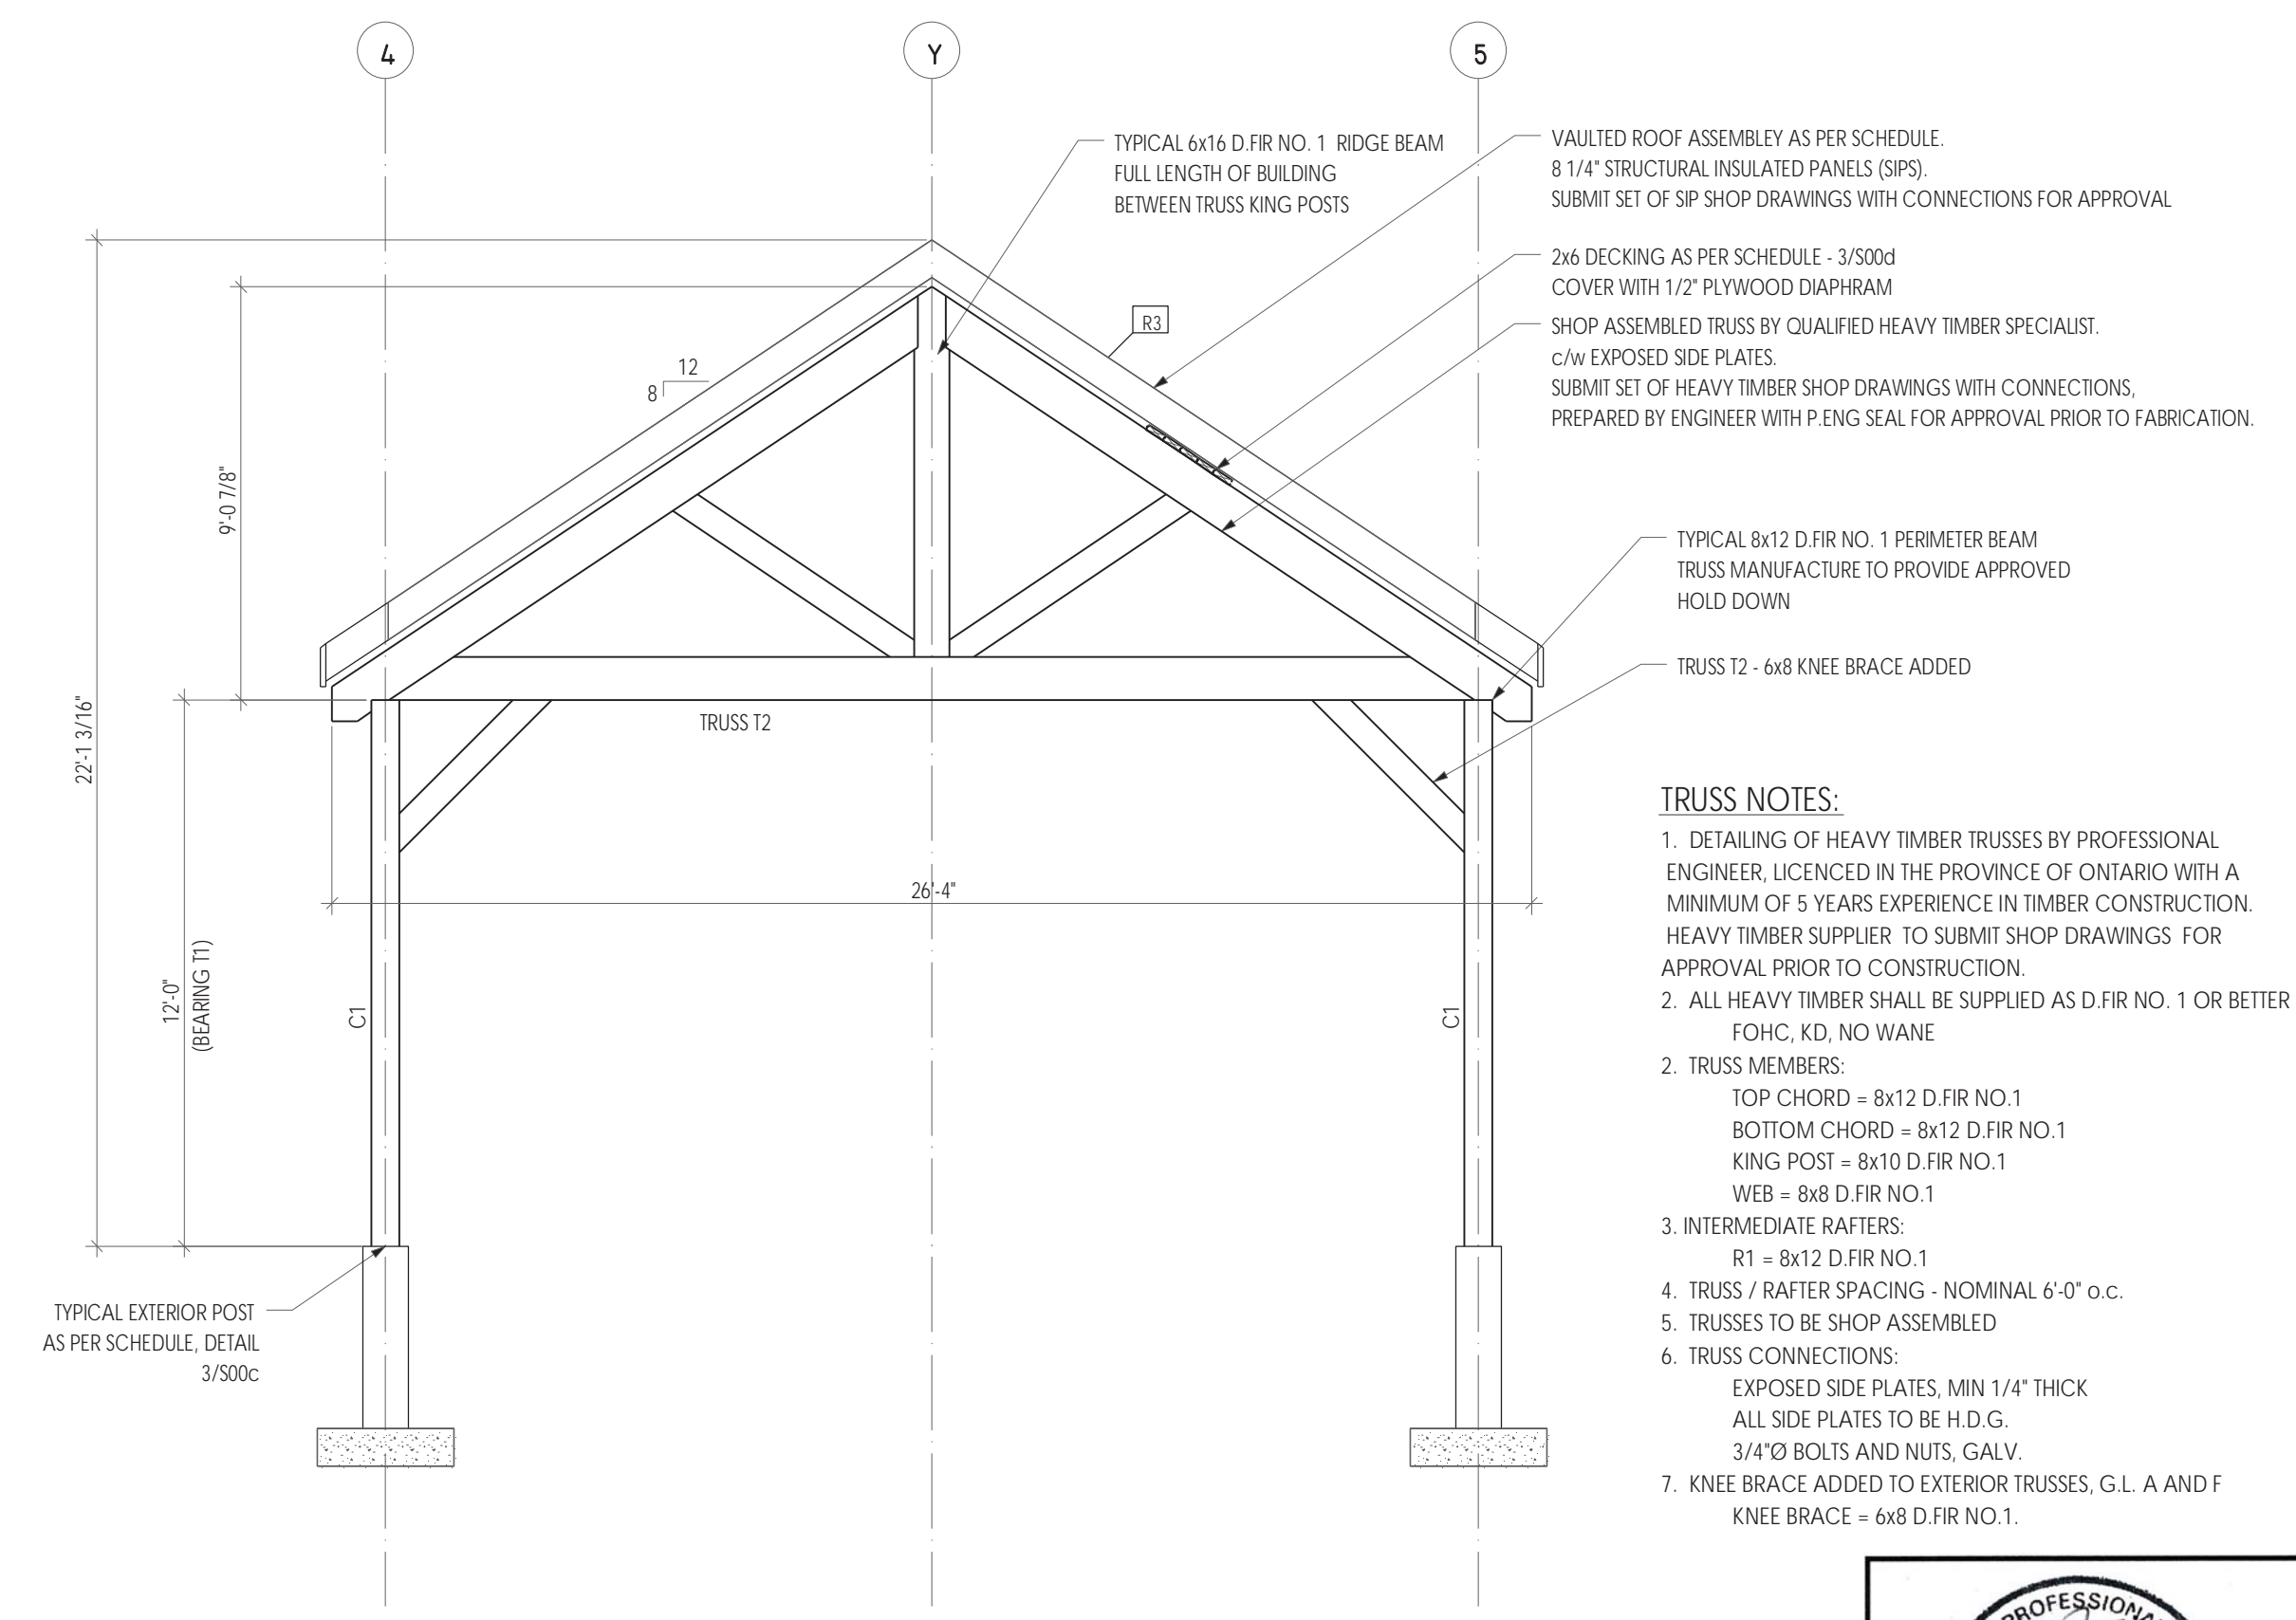 4
Y
5
TYPICAL 6x16 D.FIR NO. 1 RIDGE BEAM
FULL LENGTH OF BUILDING
BETWEEN TRUSS KING POSTS
VAULTED ROOF ASSEMBLEY AS PER SCHEDULE.
8 1/4" STRUCTURAL INSULATED PANELS (SIPS).
SUBMIT SET OF SIP SHOP DRAWINGS WITH CONNECTIONS FOR APPROVAL
2x6 DECKING AS PER SCHEDULE - 3/S00d
COVER WITH 1/2" PLYWOOD DIAPHRAM
SHOP ASSEMBLED TRUSS BY QUALIFIED HEAVY TIMBER SPECIALIST.
c/w EXPOSED SIDE PLATES.
SUBMIT SET OF HEAVY TIMBER SHOP DRAWINGS WITH CONNECTIONS,
PREPARED BY ENGINEER WITH P.ENG SEAL FOR APPROVAL PRIOR TO FABRICATION.
R3
12
8
9'-0 7/8"
22'-1 3/16"
TYPICAL 8x12 D.FIR NO. 1 PERIMETER BEAM
TRUSS MANUFACTURE TO PROVIDE APPROVED
HOLD DOWN
TRUSS T2 - 6x8 KNEE BRACE ADDED
TRUSS T2
26'-4"
12'-0"
(BEARING T1)
C1
C1
TYPICAL EXTERIOR POST
AS PER SCHEDULE, DETAIL
3/S00c
TRUSS NOTES:
1. DETAILING OF HEAVY TIMBER TRUSSES BY PROFESSIONAL
ENGINEER, LICENCED IN THE PROVINCE OF ONTARIO WITH A
MINIMUM OF 5 YEARS EXPERIENCE IN TIMBER CONSTRUCTION.
HEAVY TIMBER SUPPLIER TO SUBMIT SHOP DRAWINGS FOR
APPROVAL PRIOR TO CONSTRUCTION.
2. ALL HEAVY TIMBER SHALL BE SUPPLIED AS D.FIR NO. 1 OR BETTER
FOHC, KD, NO WANE
2. TRUSS MEMBERS:
TOP CHORD = 8x12 D.FIR NO.1
BOTTOM CHORD = 8x12 D.FIR NO.1
KING POST = 8x10 D.FIR NO.1
WEB = 8x8 D.FIR NO.1
3. INTERMEDIATE RAFTERS:
R1 = 8x12 D.FIR NO.1
4. TRUSS / RAFTER SPACING - NOMINAL 6'-0" o.c.
5. TRUSSES TO BE SHOP ASSEMBLED
6. TRUSS CONNECTIONS:
EXPOSED SIDE PLATES, MIN 1/4" THICK
ALL SIDE PLATES TO BE H.D.G.
3/4"Ø BOLTS AND NUTS, GALV.
7. KNEE BRACE ADDED TO EXTERIOR TRUSSES, G.L. A AND F
KNEE BRACE = 6x8 D.FIR NO.1.